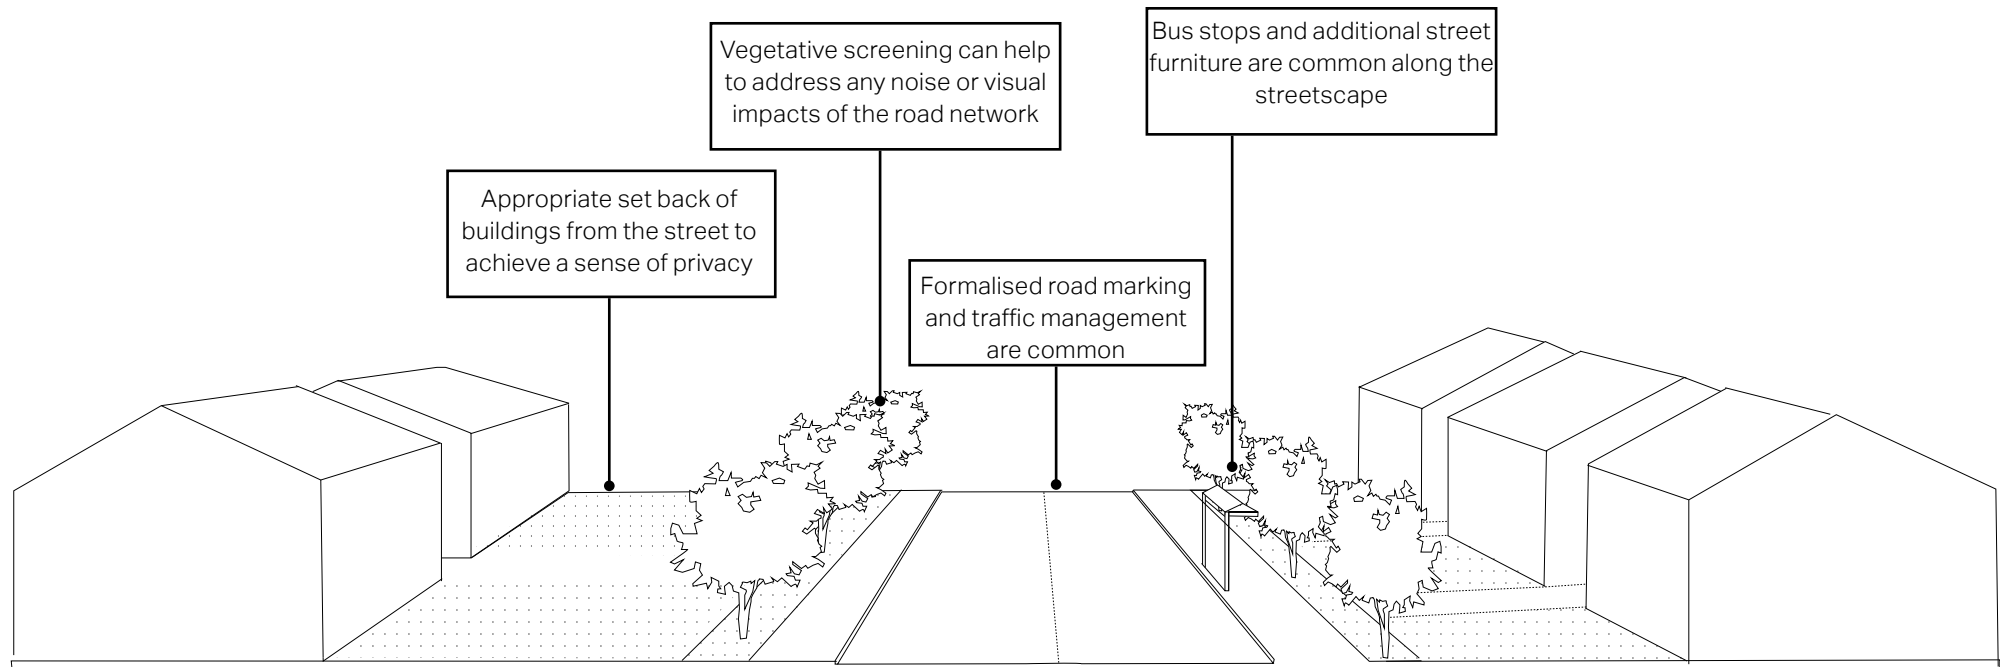 Vegetative screening can help
to address any noise or visual
impacts of the road network
Bus stops and additional street
furniture are common along the
streetscape
Appropriate set back of
buildings from the street to
achieve a sense of privacy
Formalised road marking
and traffic management
are common